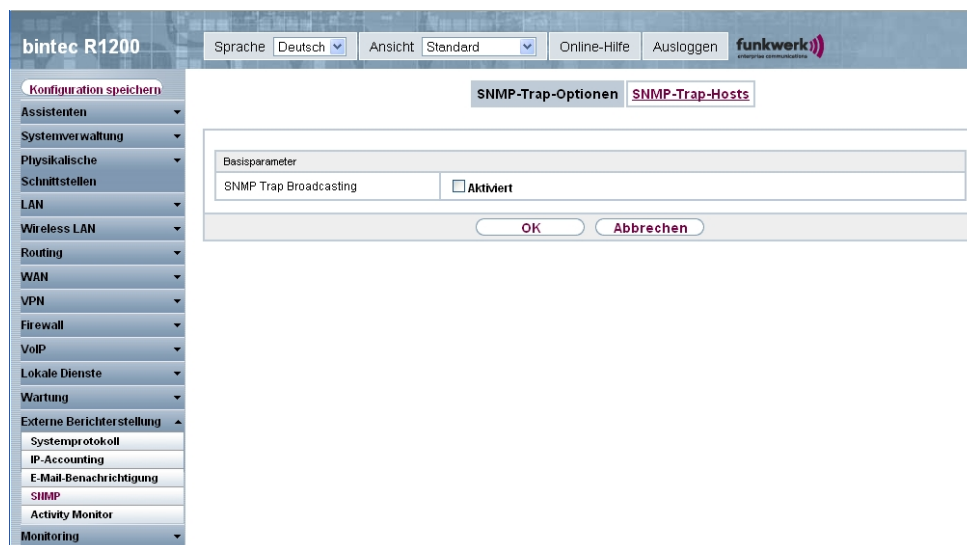 bintec R1200
Sprache Deutsch Ansicht Standard Online-Hilfe Ausloggen funkwerk
enterprise communications
Konfiguration speichern
SNMP-Trap-Optionen SNMP-Trap-Hosts
Assistenten
Systemverwaltung
Physikalische
Schnittstellen
LAN
Wireless LAN
Routing
WAN
VPN
Firewall
VoIP
Lokale Dienste
Wartung
Externe Berichterstellung
Systemprotokoll
IP-Accounting
E-Mail-Benachrichtigung
SNMP
Activity Monitor
Monitoring
Basisparameter
SNMP Trap Broadcasting Aktiviert
OK Abbrechen